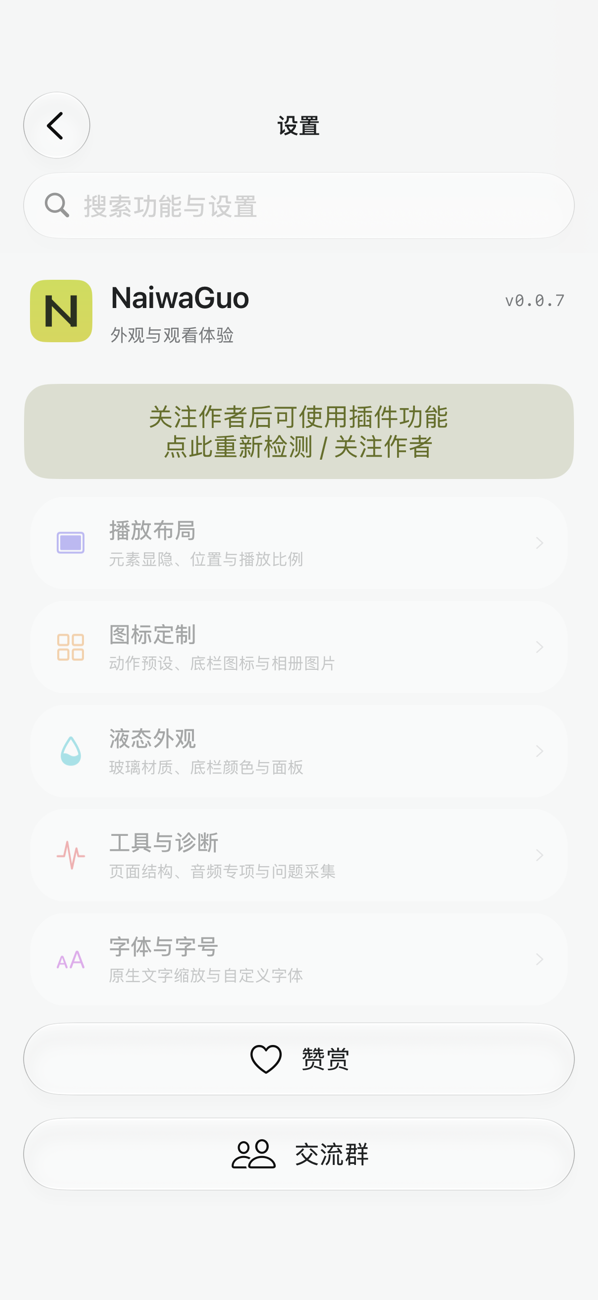 设置
搜索功能与设置
N
NaiwaGuo
v0.0.7
外观与观看体验
关注作者后可使用插件功能
点此重新检测 / 关注作者
播放布局
元素显隐、位置与播放比例
图标定制
动作预设、底栏图标与相册图片
液态外观
玻璃材质、底栏颜色与面板
工具与诊断
页面结构、音频专项与问题采集
AA
字体与字号
原生文字缩放与自定义字体
赞赏
交流群